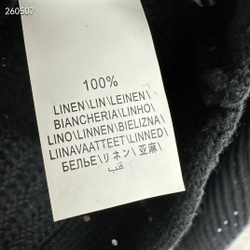 260507
100%
LINEN\LIN\LEINEN\
BIANCHERIA\LINHO\
LINO\LINNEN\BIELIZNA\
LIINAVAATTEET\LINNED\
БЕЛЬЕ\リネン\亚麻\